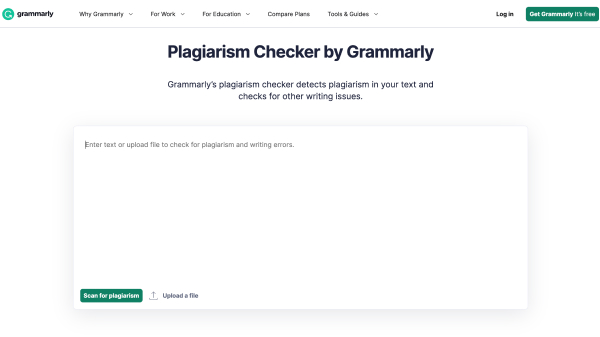 grammarly Why Grammarly For Work For Education Compare Plans Tools & Guides Log in Get Grammarly It's free
Plagiarism Checker by Grammarly
Grammarly's plagiarism checker detects plagiarism in your text and
checks for other writing issues.
Enter text or upload file to check for plagiarism and writing errors.
Scan for plagiarism Upload a file